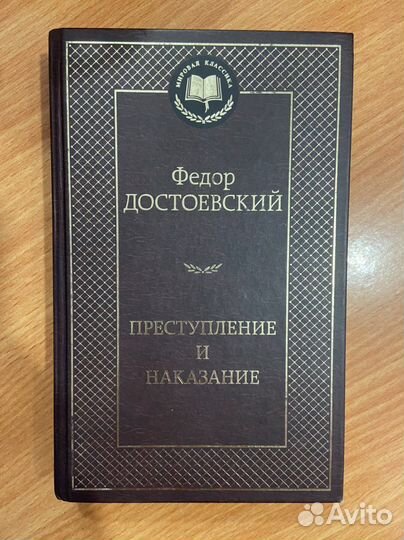 МИРОВАЯ КЛАССИКА
Федор
ДОСТОЕВСКИЙ
ПРЕСТУПЛЕНИЕ
И
НАКАЗАНИЕ
Avito